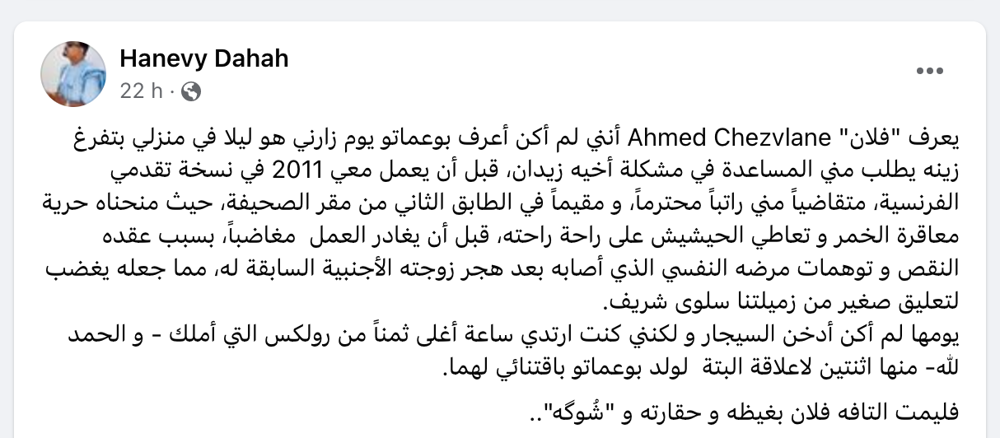 Hanevy Dahah
22 h ·
يعرف "فلان" Ahmed Chezvlane أنني لم أكن أعرف بوعماتو يوم زارني هو ليلا في منزلي بتفرغ
زينه يطلب مني المساعدة في مشكلة أخيه زيدان، قبل أن يعمل معي 2011 في نسخة تقدمي
الفرنسية، متقاضياً مني راتباً محترماً، و مقيماً في الطابق الثاني من مقر الصحيفة، حيث منحناه حرية
معاقرة الخمر و تعاطي الحيشيش على راحة راحته، قبل أن يغادر العمل  مغاضباً، بسبب عقده
النقص و توهمات مرضه النفسي الذي أصابه بعد هجر زوجته الأجنبية السابقة له، مما جعله يغضب
لتعليق صغير من زميلتنا سلوى شريف.
يومها لم أكن أدخن السيجار و لكنني كنت ارتدي ساعة أغلى ثمناً من رولكس التي أملك - و الحمد
لله- منها اثنتين لاعلاقة البتة  لولد بوعماتو باقتنائي لهما.
فليمت التافه فلان بغيظه و حقارته و "شُوگه"..